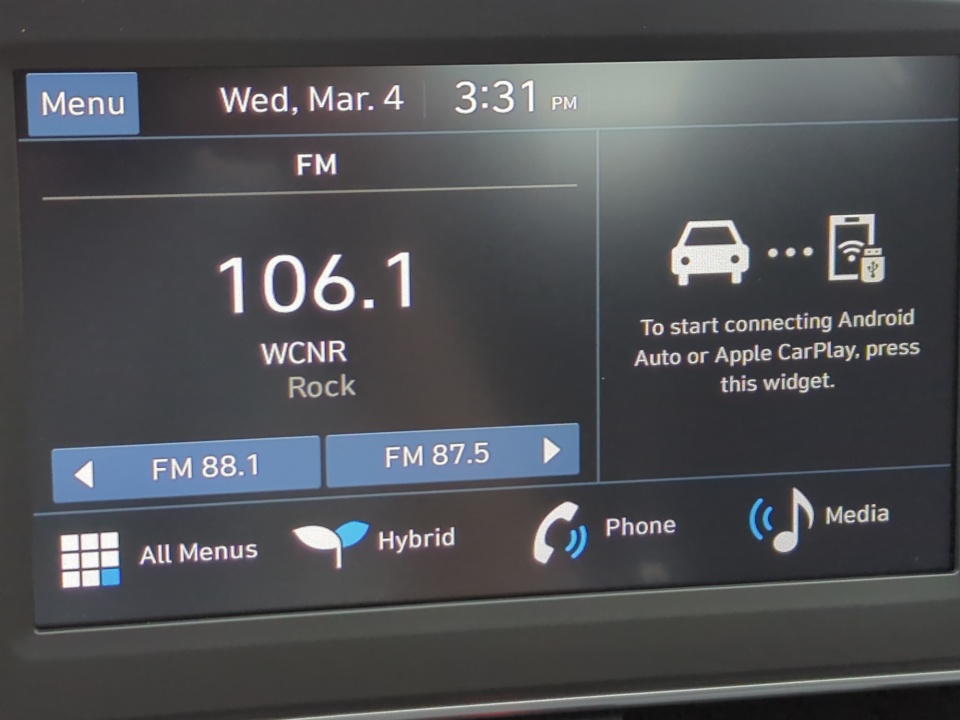 Menu
Wed, Mar. 4
3:31 PM
FM
106.1
WCNR
Rock
FM 88.1
FM 87.5
To start connecting Android
Auto or Apple CarPlay, press
this widget.
All Menus
Hybrid
Phone
Media